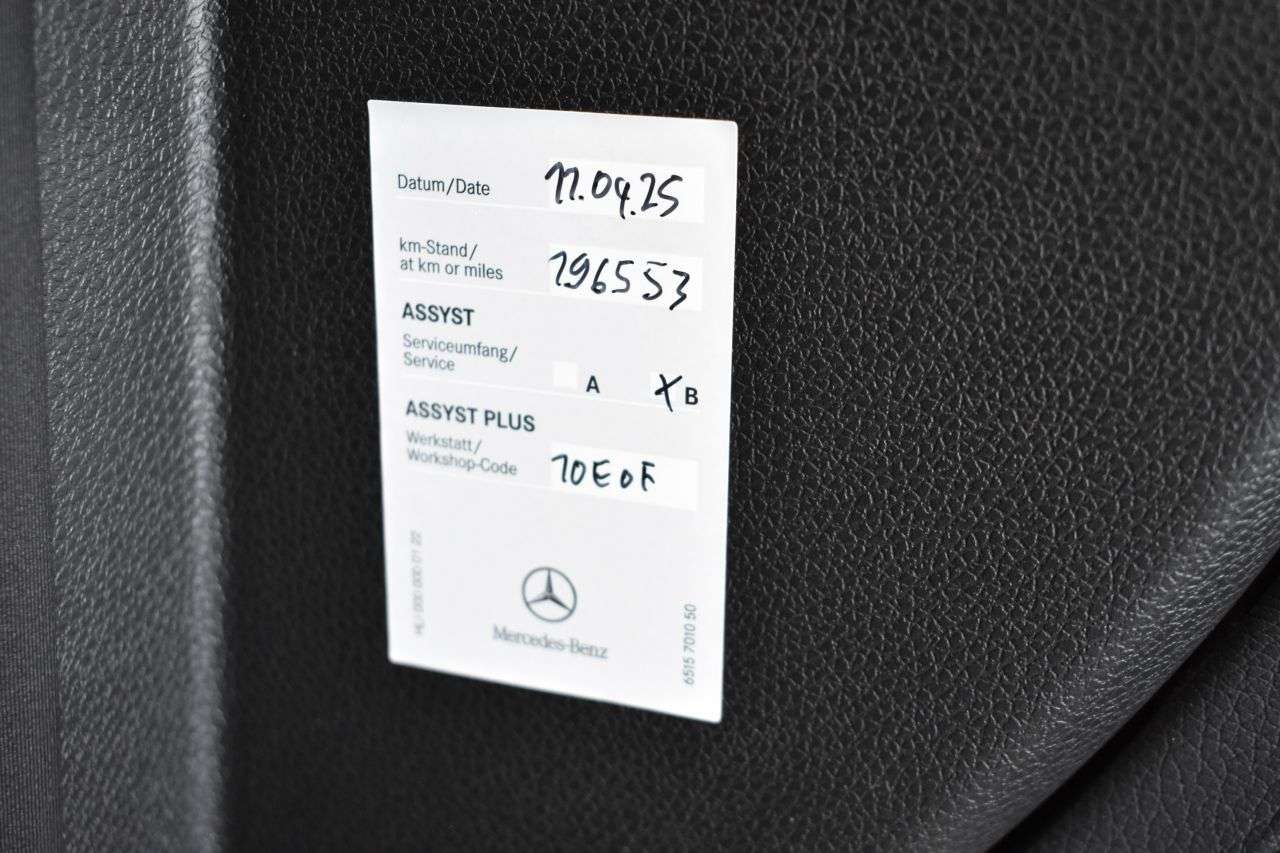 Datum/Date 11.04.25
km-Stand/
at km or miles 196553
ASSYST
Serviceumfang/
Service A X B
ASSYST PLUS
Werkstatt/
Workshop-Code 10E0F
Mercedes-Benz
6515 7010 50